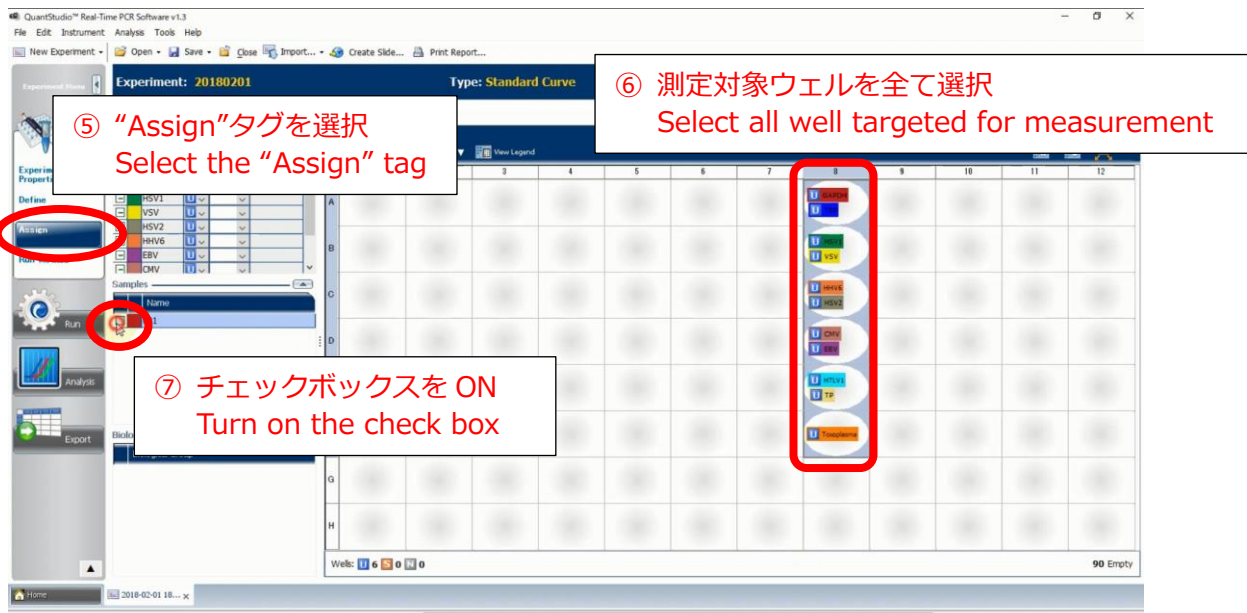 QuantStudio™ Real-Time PCR Software v1.3
File Edit Instrument Analysis Tools Help
New Experiment Open Save Close Import... Create Slide... Print Report...
Experiment Menu
Experiment: 20180201
Type: Standard Curve
⑥ 測定対象ウェルを全て選択
Select all well targeted for measurement
⑤ “Assign”タグを選択
Select the “Assign” tag
View Legend
3 4 5 6 7 8 9 10 11 12
Define
Assign
HSV1 U
VSV U
HSV2 U
HHV6 U
EBV U
CMV U
Samples
Name
Run
Analysis
Export
⑦ チェックボックスを ON
Turn on the check box
A
U GAPDH
U
B
U HSV1
U VSV
C
U HHV6
U HSV2
D
U CMV
U EBV
U HTLV1
U TP
U Toxoplasma
G
H
Wells: U 6 S 0 N 0
90 Empty
Home
2018-02-01 18...